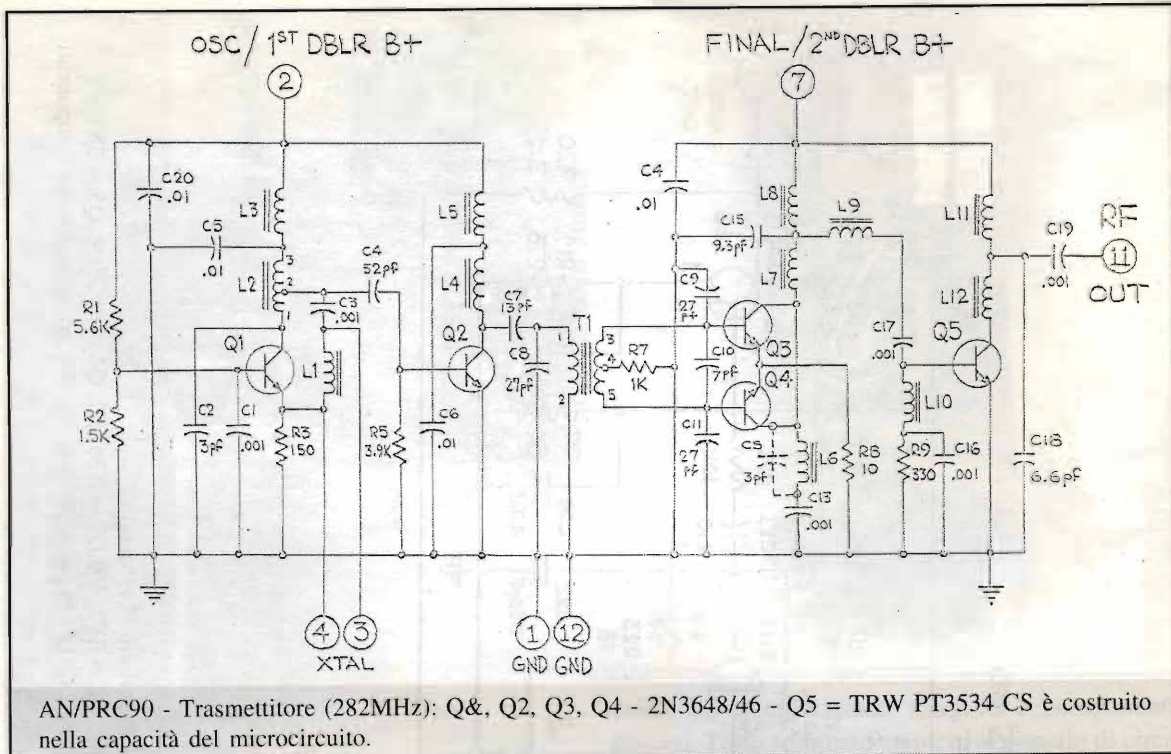 OSC/1ST DBLR B+
FINAL/2ND DBLR B+
2
7
C20
.01
L3
C5
.01
L2
3
2
1
C4
52pf
C3
.001
L5
L4
R1
5.6K
Q1
L1
Q2
C7
13pf
C8
27pf
T1
1
2
3
4
5
R7
1K
R2
1.5K
C2
3pf
C1
.001
R3
150
R5
3.9K
C6
.01
C4
.01
L8
L9
C15
9.3pf
L7
C9
27
pf
Q3
C10
7pf
Q4
C11
27
pf
CS
3pf
L6
C13
.001
R8
10
C17
.001
L10
R9
330
C16
.001
Q5
L11
L12
C19
.001
C18
6.6pf
RF
11
OUT
4
3
XTAL
1
12
GND
GND
AN/PRC90 - Trasmettitore (282MHz): Q&, Q2, Q3, Q4 - 2N3648/46 - Q5 = TRW PT3534 CS è costruito
nella capacità del microcircuito.